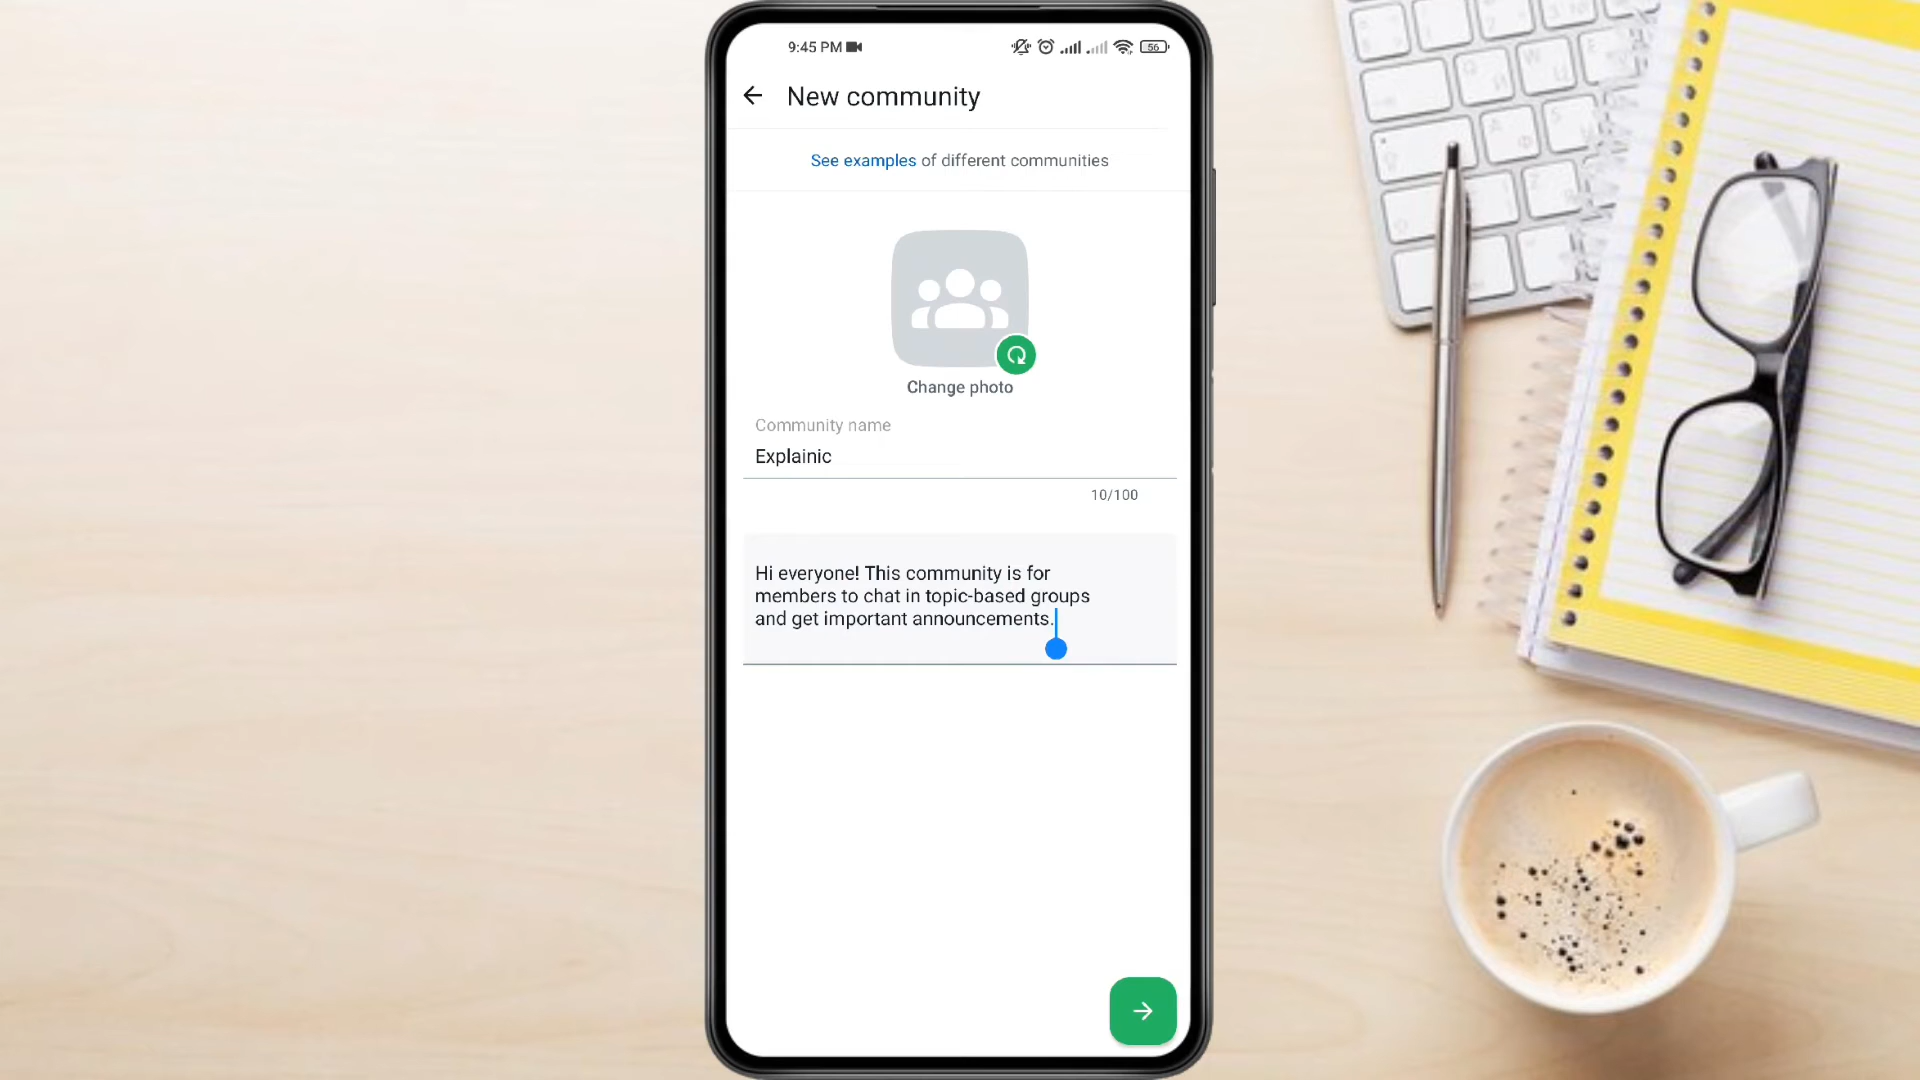 9:45 PM
56
New community
See examples of different communities
Change photo
Community name
Explainic
10/100
Hi everyone! This community is for
members to chat in topic-based groups
and get important announcements.